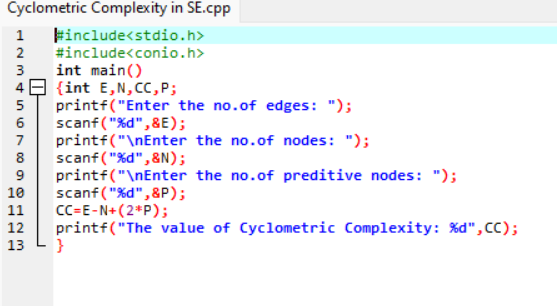 Cyclometric Complexity in SE.cpp
1 #include<stdio.h>
2 #include<conio.h>
3 int main()
4 {int E,N,CC,P;
5 printf("Enter the no.of edges: ");
6 scanf("%d",&E);
7 printf("\nEnter the no.of nodes: ");
8 scanf("%d",&N);
9 printf("\nEnter the no.of preditive nodes: ");
10 scanf("%d",&P);
11 CC=E-N+(2*P);
12 printf("The value of Cyclometric Complexity: %d",CC);
13 }